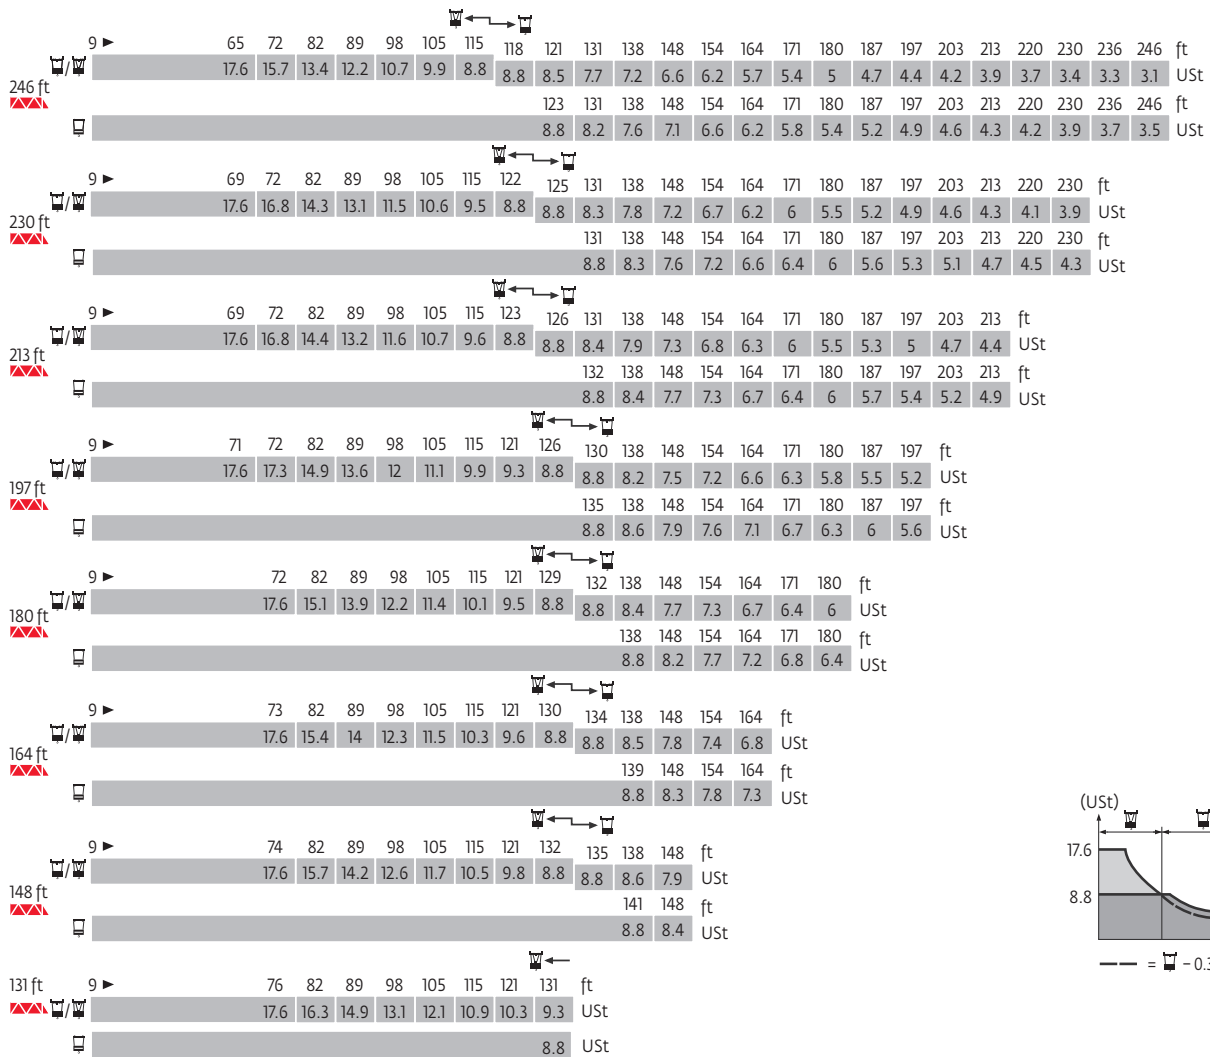 9 ► 65 72 82 89 98 105 115 118 121 131 138 148 154 164 171 180 187 197 203 213 220 230 236 246 ft
17.6 15.7 13.4 12.2 10.7 9.9 8.8 8.8 8.5 7.7 7.2 6.6 6.2 5.7 5.4 5 4.7 4.4 4.2 3.9 3.7 3.4 3.3 3.1 USt
246 ft
123 131 138 148 154 164 171 180 187 197 203 213 220 230 236 246 ft
8.8 8.2 7.6 7.1 6.6 6.2 5.8 5.4 5.2 4.9 4.6 4.3 4.2 3.9 3.7 3.5 USt
9 ► 69 72 82 89 98 105 115 122 125 131 138 148 154 164 171 180 187 197 203 213 220 230 ft
17.6 16.8 14.3 13.1 11.5 10.6 9.5 8.8 8.8 8.3 7.8 7.2 6.7 6.2 6 5.5 5.2 4.9 4.6 4.3 4.1 3.9 USt
230 ft
131 138 148 154 164 171 180 187 197 203 213 220 230 ft
8.8 8.3 7.6 7.2 6.6 6.4 6 5.6 5.3 5.1 4.7 4.5 4.3 USt
9 ► 69 72 82 89 98 105 115 123 126 131 138 148 154 164 171 180 187 197 203 213 ft
17.6 16.8 14.4 13.2 11.6 10.7 9.6 8.8 8.8 8.4 7.9 7.3 6.8 6.3 6 5.5 5.3 5 4.7 4.4 USt
213 ft
132 138 148 154 164 171 180 187 197 203 213 ft
8.8 8.4 7.7 7.3 6.7 6.4 6 5.7 5.4 5.2 4.9 USt
9 ► 71 72 82 89 98 105 115 121 126 130 138 148 154 164 171 180 187 197 ft
17.6 17.3 14.9 13.6 12 11.1 9.9 9.3 8.8 8.8 8.2 7.5 7.2 6.6 6.3 5.8 5.5 5.2 USt
197 ft
135 138 148 154 164 171 180 187 197 ft
8.8 8.6 7.9 7.6 7.1 6.7 6.3 6 5.6 USt
9 ► 72 82 89 98 105 115 121 129 132 138 148 154 164 171 180 ft
17.6 15.1 13.9 12.2 11.4 10.1 9.5 8.8 8.8 8.4 7.7 7.3 6.7 6.4 6 USt
180 ft
138 148 154 164 171 180 ft
8.8 8.2 7.7 7.2 6.8 6.4 USt
9 ► 73 82 89 98 105 115 121 130 134 138 148 154 164 ft
17.6 15.4 14 12.3 11.5 10.3 9.6 8.8 8.8 8.5 7.8 7.4 6.8 USt
164 ft
139 148 154 164 ft
8.8 8.3 7.8 7.3 USt
9 ► 74 82 89 98 105 115 121 132 135 138 148 ft
17.6 15.7 14.2 12.6 11.7 10.5 9.8 8.8 8.8 8.6 7.9 USt
148 ft
141 148 ft
8.8 8.4 USt
131 ft 9 ► 76 82 89 98 105 115 121 131 ft
17.6 16.3 14.9 13.1 12.1 10.9 10.3 9.3 USt
8.8 USt
(USt)
17.6
8.8
= – 0.3